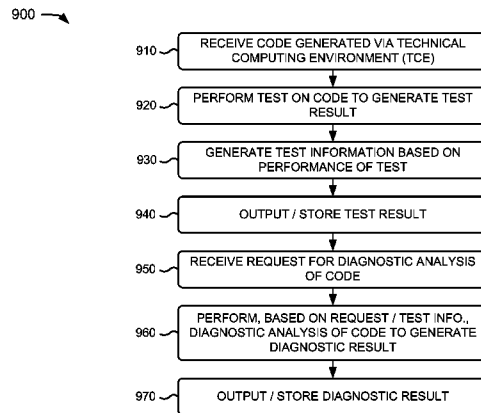 900
910
RECEIVE CODE GENERATED VIA TECHNICAL
COMPUTING ENVIRONMENT (TCE)
920
PERFORM TEST ON CODE TO GENERATE TEST
RESULT
930
GENERATE TEST INFORMATION BASED ON
PERFORMANCE OF TEST
940
OUTPUT / STORE TEST RESULT
950
RECEIVE REQUEST FOR DIAGNOSTIC ANALYSIS
OF CODE
960
PERFORM, BASED ON REQUEST / TEST INFO.,
DIAGNOSTIC ANALYSIS OF CODE TO GENERATE
DIAGNOSTIC RESULT
970
OUTPUT / STORE DIAGNOSTIC RESULT